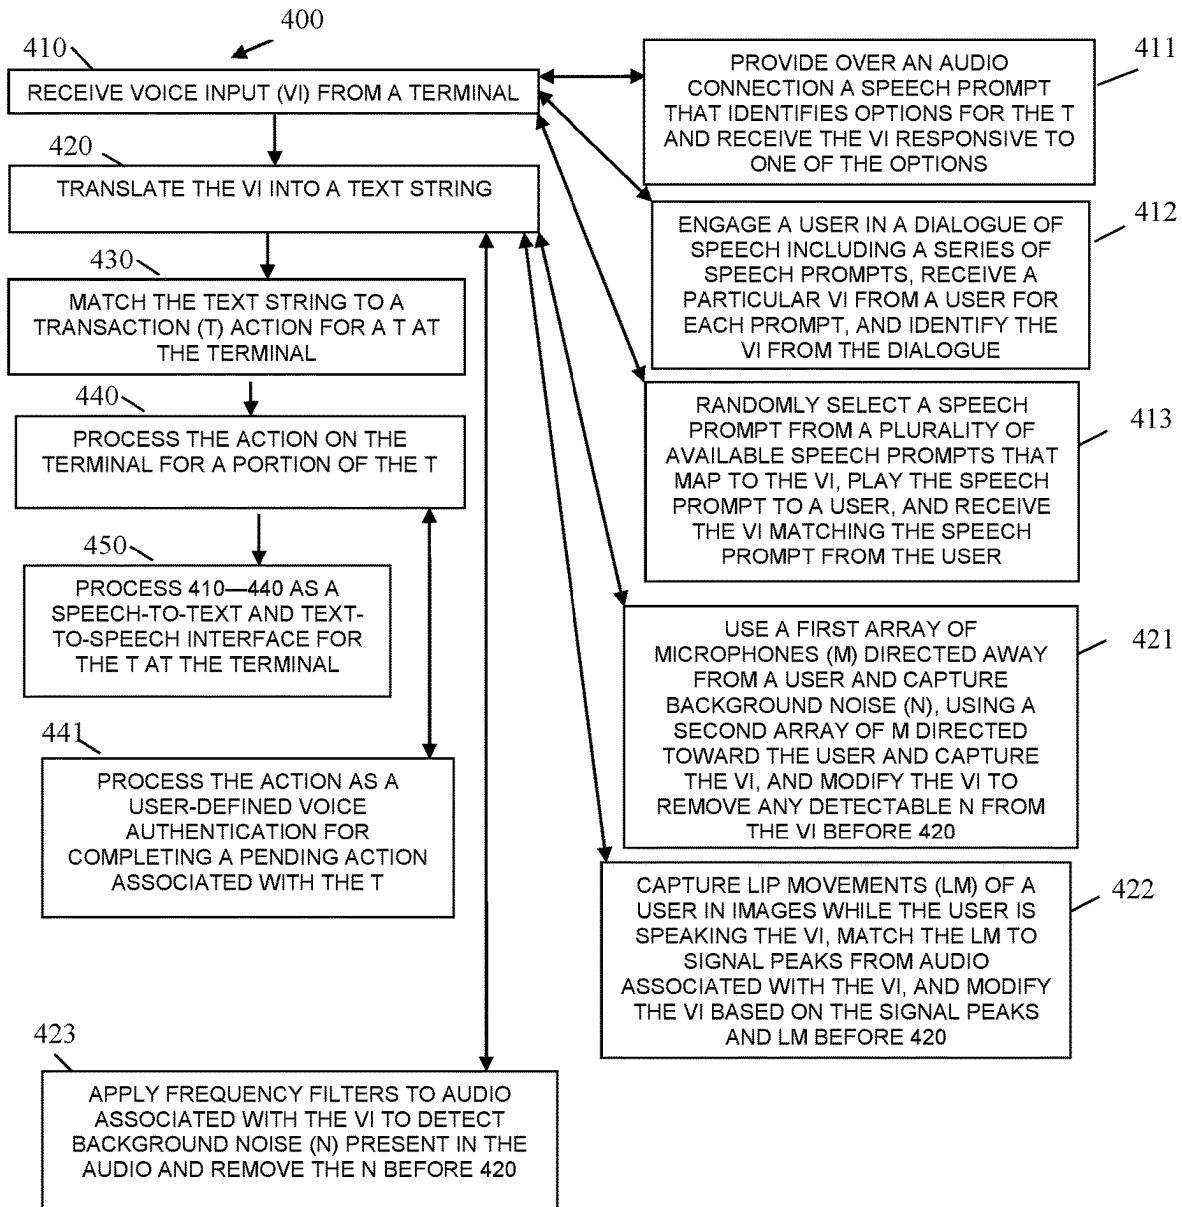 400
410
RECEIVE VOICE INPUT (VI) FROM A TERMINAL
420
TRANSLATE THE VI INTO A TEXT STRING
430
MATCH THE TEXT STRING TO A
TRANSACTION (T) ACTION FOR A T AT
THE TERMINAL
440
PROCESS THE ACTION ON THE
TERMINAL FOR A PORTION OF THE T
450
PROCESS 410—440 AS A
SPEECH-TO-TEXT AND TEXT-
TO-SPEECH INTERFACE FOR
THE T AT THE TERMINAL
441
PROCESS THE ACTION AS A
USER-DEFINED VOICE
AUTHENTICATION FOR
COMPLETING A PENDING ACTION
ASSOCIATED WITH THE T
423
APPLY FREQUENCY FILTERS TO AUDIO
ASSOCIATED WITH THE VI TO DETECT
BACKGROUND NOISE (N) PRESENT IN THE
AUDIO AND REMOVE THE N BEFORE 420
411
PROVIDE OVER AN AUDIO
CONNECTION A SPEECH PROMPT
THAT IDENTIFIES OPTIONS FOR THE T
AND RECEIVE THE VI RESPONSIVE TO
ONE OF THE OPTIONS
412
ENGAGE A USER IN A DIALOGUE OF
SPEECH INCLUDING A SERIES OF
SPEECH PROMPTS, RECEIVE A
PARTICULAR VI FROM A USER FOR
EACH PROMPT, AND IDENTIFY THE
VI FROM THE DIALOGUE
413
RANDOMLY SELECT A SPEECH
PROMPT FROM A PLURALITY OF
AVAILABLE SPEECH PROMPTS THAT
MAP TO THE VI, PLAY THE SPEECH
PROMPT TO A USER, AND RECEIVE
THE VI MATCHING THE SPEECH
PROMPT FROM THE USER
421
USE A FIRST ARRAY OF
MICROPHONES (M) DIRECTED AWAY
FROM A USER AND CAPTURE
BACKGROUND NOISE (N), USING A
SECOND ARRAY OF M DIRECTED
TOWARD THE USER AND CAPTURE
THE VI, AND MODIFY THE VI TO
REMOVE ANY DETECTABLE N FROM
THE VI BEFORE 420
422
CAPTURE LIP MOVEMENTS (LM) OF A
USER IN IMAGES WHILE THE USER IS
SPEAKING THE VI, MATCH THE LM TO
SIGNAL PEAKS FROM AUDIO
ASSOCIATED WITH THE VI, AND MODIFY
THE VI BASED ON THE SIGNAL PEAKS
AND LM BEFORE 420